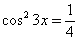 cos² 3x = 1/4